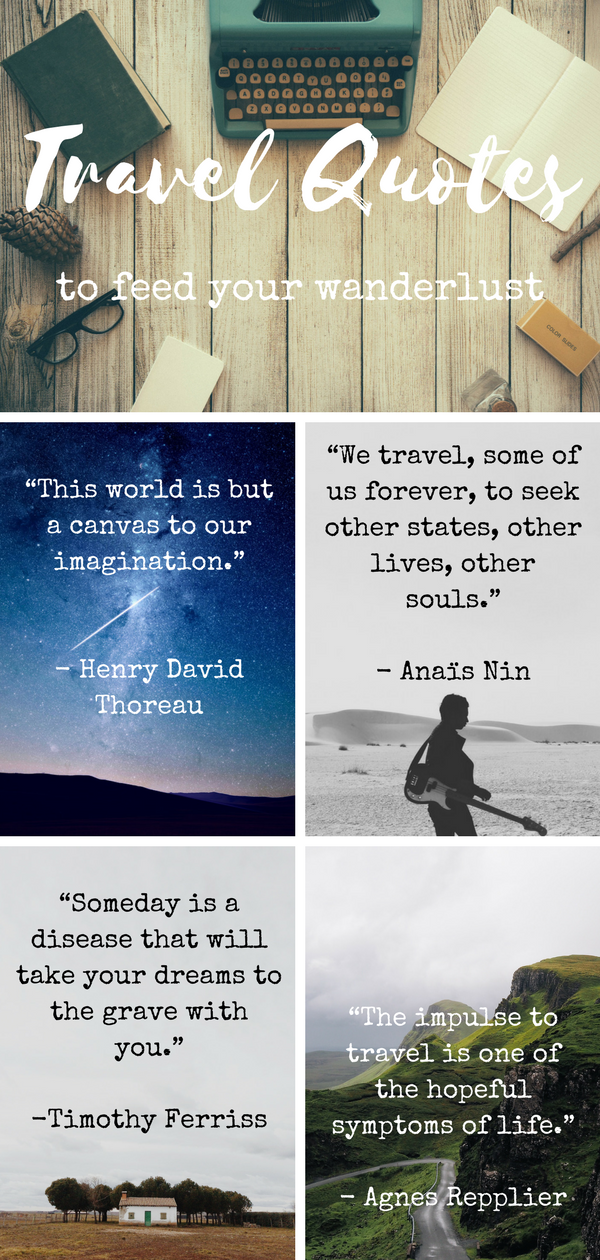 Travel Quotes
to feed your wanderlust
“This world is but
a canvas to our
imagination.”
– Henry David
Thoreau
“We travel, some of
us forever, to seek
other states, other
lives, other
souls.”
– Anaïs Nin
“Someday is a
disease that will
take your dreams to
the grave with
you.”
–Timothy Ferriss
“The impulse to
travel is one of
the hopeful
symptoms of life.”
– Agnes Repplier